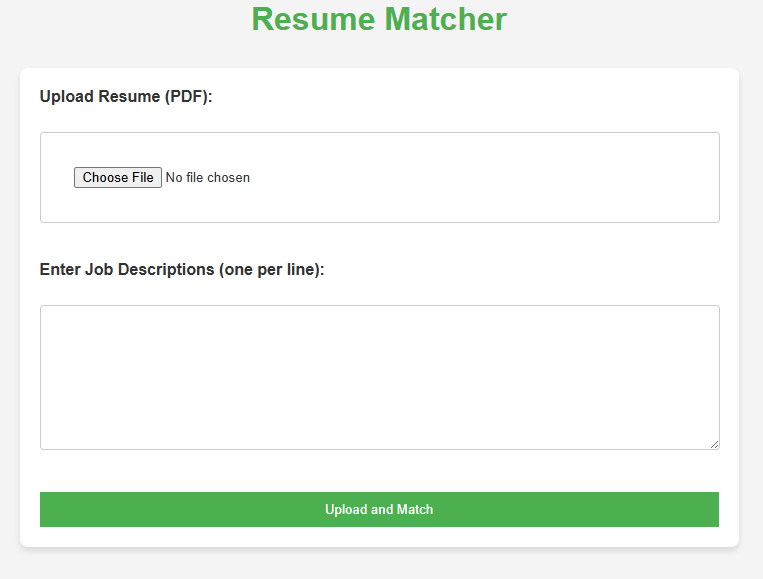 Resume Matcher
Upload Resume (PDF):
Choose File No file chosen
Enter Job Descriptions (one per line):
Upload and Match